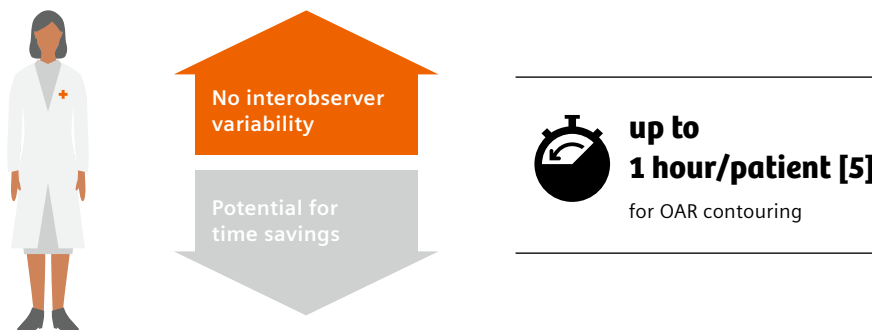 No interobserver
variability
Potential for
time savings
up to
1 hour/patient [5]
for OAR contouring